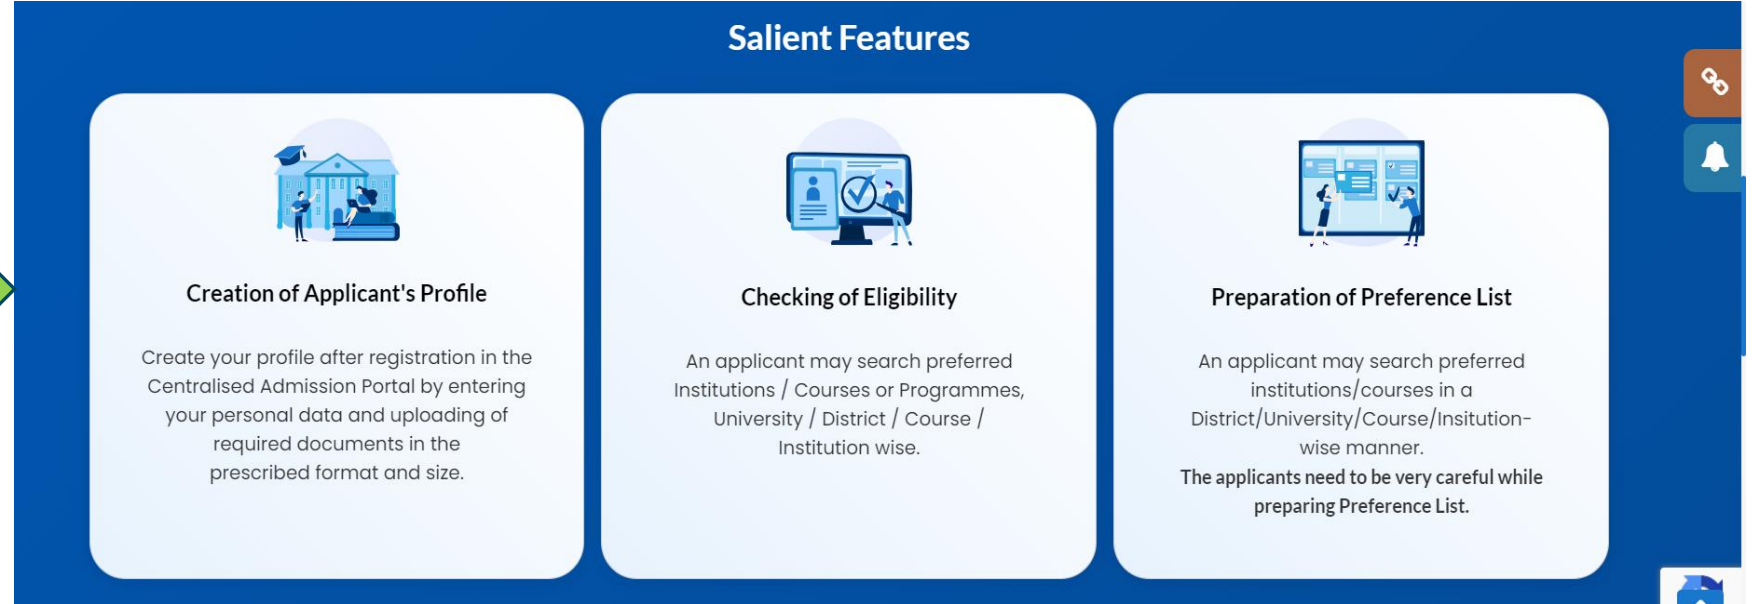 Salient Features
Creation of Applicant's Profile
Create your profile after registration in the
Centralised Admission Portal by entering
your personal data and uploading of
required documents in the
prescribed format and size.
Checking of Eligibility
An applicant may search preferred
Institutions / Courses or Programmes,
University / District / Course /
Institution wise.
Preparation of Preference List
An applicant may search preferred
institutions/courses in a
District/University/Course/Insitution-
wise manner.
The applicants need to be very careful while
preparing Preference List.